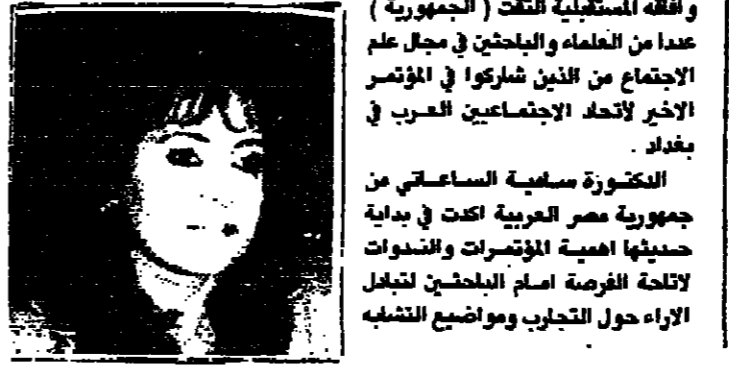 وافاقه المستقبلية التقت ( الجمهورية )
عددا من العلماء والباحثين في مجال علم
الاجتماع من الذين شاركوا في المؤتمر
الاخير لأتحاد الاجتماعيين العرب في
بغداد .
الدكتورة سامية الساعاتي من
جمهورية مصر العربية اكدت في بداية
حديثها اهمية المؤتمرات والندوات
لاتاحة الفرصة امام الباحثين لتبادل
الاراء حول التجارب ومواضيع التشابه